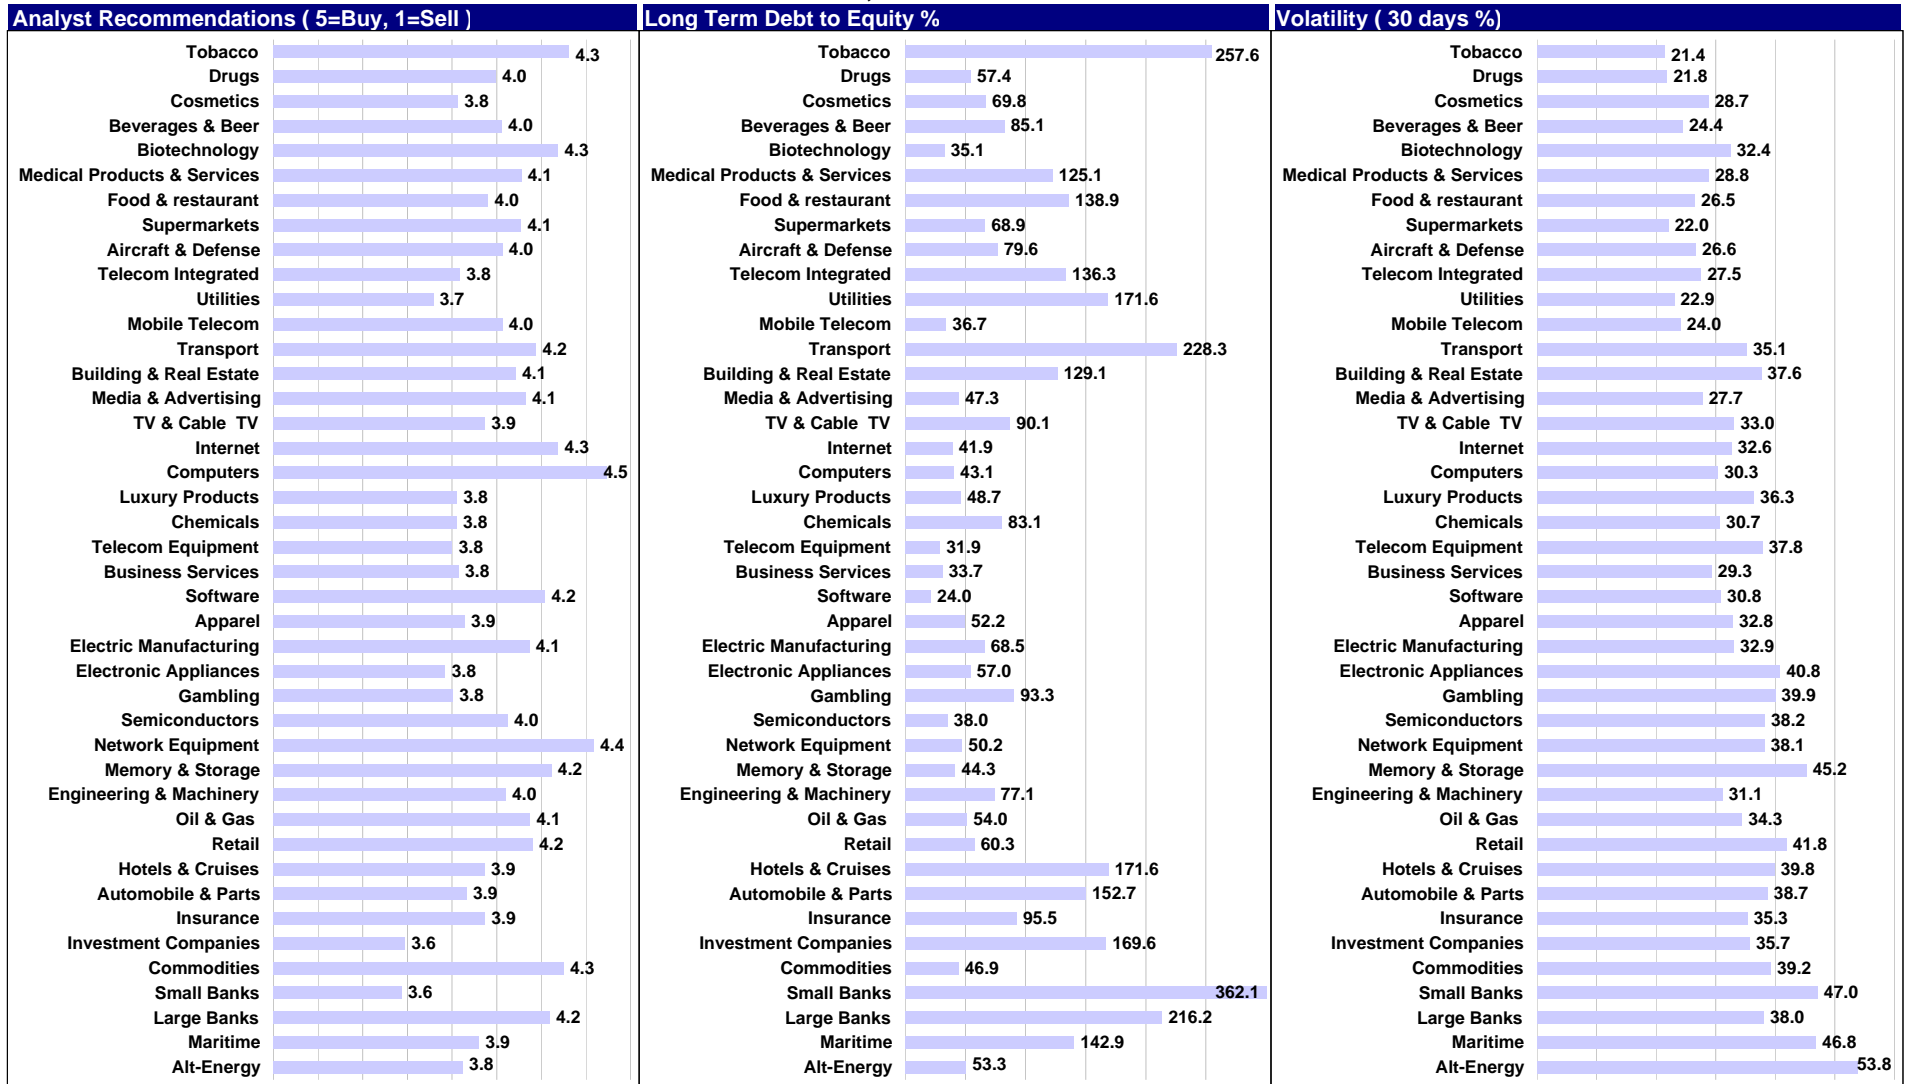 Analyst Recommendations ( 5=Buy, 1=Sell )
Tobacco 4.3
Drugs 4.0
Cosmetics 3.8
Beverages & Beer 4.0
Biotechnology 4.3
Medical Products & Services 4.1
Food & restaurant 4.0
Supermarkets 4.1
Aircraft & Defense 4.0
Telecom Integrated 3.8
Utilities 3.7
Mobile Telecom 4.0
Transport 4.2
Building & Real Estate 4.1
Media & Advertising 4.1
TV & Cable TV 3.9
Internet 4.3
Computers 4.5
Luxury Products 3.8
Chemicals 3.8
Telecom Equipment 3.8
Business Services 3.8
Software 4.2
Apparel 3.9
Electric Manufacturing 4.1
Electronic Appliances 3.8
Gambling 3.8
Semiconductors 4.0
Network Equipment 4.4
Memory & Storage 4.2
Engineering & Machinery 4.0
Oil & Gas 4.1
Retail 4.2
Hotels & Cruises 3.9
Automobile & Parts 3.9
Insurance 3.9
Investment Companies 3.6
Commodities 4.3
Small Banks 3.6
Large Banks 4.2
Maritime 3.9
Alt-Energy 3.8
Long Term Debt to Equity %
Tobacco 257.6
Drugs 57.4
Cosmetics 69.8
Beverages & Beer 85.1
Biotechnology 35.1
Medical Products & Services 125.1
Food & restaurant 138.9
Supermarkets 68.9
Aircraft & Defense 79.6
Telecom Integrated 136.3
Utilities 171.6
Mobile Telecom 36.7
Transport 228.3
Building & Real Estate 129.1
Media & Advertising 47.3
TV & Cable TV 90.1
Internet 41.9
Computers 43.1
Luxury Products 48.7
Chemicals 83.1
Telecom Equipment 31.9
Business Services 33.7
Software 24.0
Apparel 52.2
Electric Manufacturing 68.5
Electronic Appliances 57.0
Gambling 93.3
Semiconductors 38.0
Network Equipment 50.2
Memory & Storage 44.3
Engineering & Machinery 77.1
Oil & Gas 54.0
Retail 60.3
Hotels & Cruises 171.6
Automobile & Parts 152.7
Insurance 95.5
Investment Companies 169.6
Commodities 46.9
Small Banks 362.1
Large Banks 216.2
Maritime 142.9
Alt-Energy 53.3
Volatility ( 30 days %)
Tobacco 21.4
Drugs 21.8
Cosmetics 28.7
Beverages & Beer 24.4
Biotechnology 32.4
Medical Products & Services 28.8
Food & restaurant 26.5
Supermarkets 22.0
Aircraft & Defense 26.6
Telecom Integrated 27.5
Utilities 22.9
Mobile Telecom 24.0
Transport 35.1
Building & Real Estate 37.6
Media & Advertising 27.7
TV & Cable TV 33.0
Internet 32.6
Computers 30.3
Luxury Products 36.3
Chemicals 30.7
Telecom Equipment 37.8
Business Services 29.3
Software 30.8
Apparel 32.8
Electric Manufacturing 32.9
Electronic Appliances 40.8
Gambling 39.9
Semiconductors 38.2
Network Equipment 38.1
Memory & Storage 45.2
Engineering & Machinery 31.1
Oil & Gas 34.3
Retail 41.8
Hotels & Cruises 39.8
Automobile & Parts 38.7
Insurance 35.3
Investment Companies 35.7
Commodities 39.2
Small Banks 47.0
Large Banks 38.0
Maritime 46.8
Alt-Energy 53.8